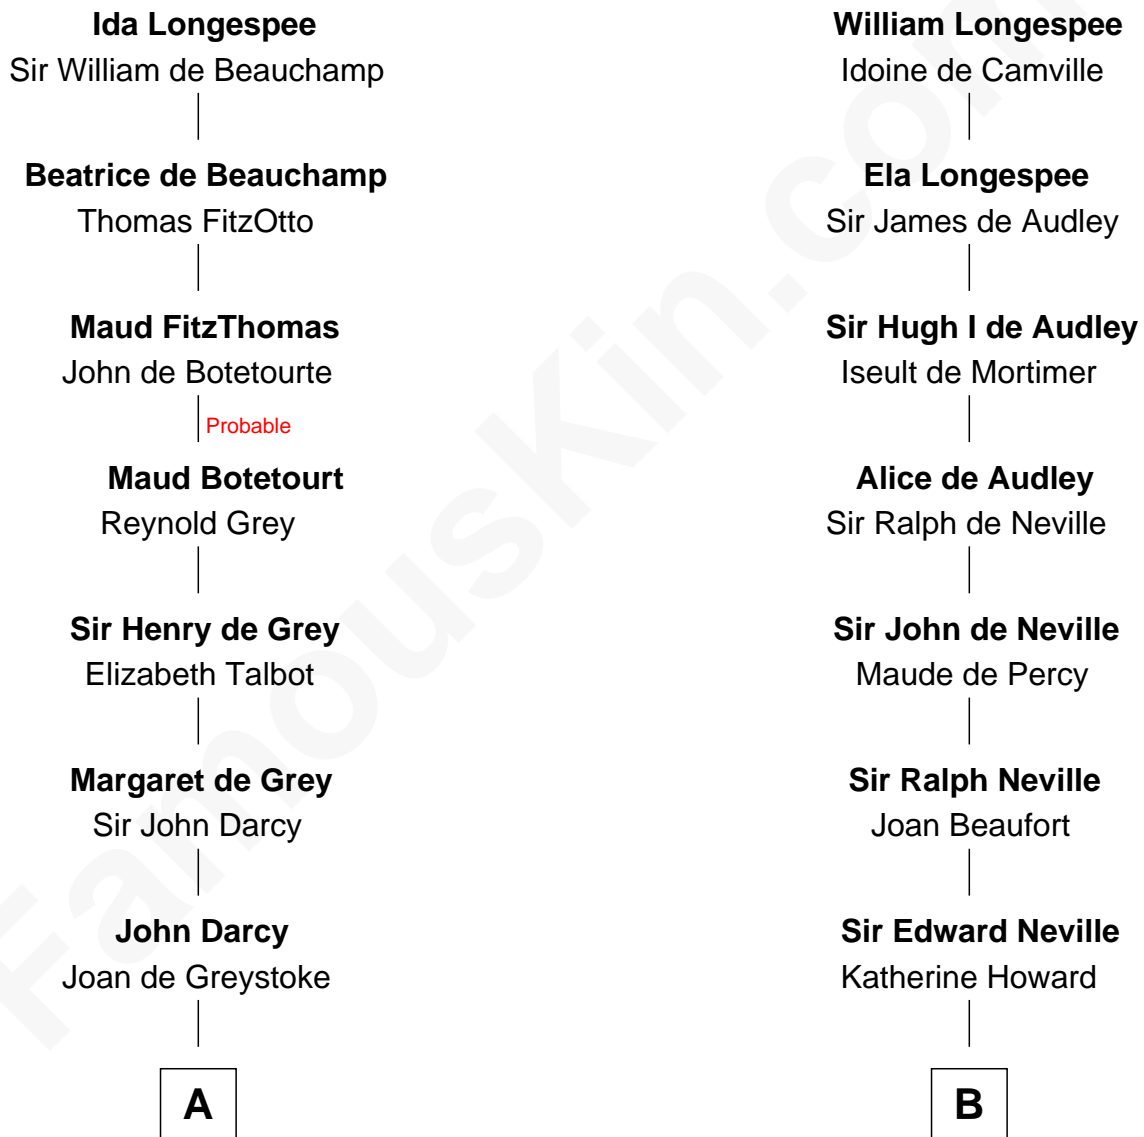 Ida Longespee
Sir William de Beauchamp
Beatrice de Beauchamp
Thomas FitzOtto
Maud FitzThomas
John de Botetourte
Probable
Maud Botetourt
Reynold Grey
Sir Henry de Grey
Elizabeth Talbot
Margaret de Grey
Sir John Darcy
John Darcy
Joan de Greystoke
A
William Longespee
Idoine de Camville
Ela Longespee
Sir James de Audley
Sir Hugh I de Audley
Iseult de Mortimer
Alice de Audley
Sir Ralph de Neville
Sir John de Neville
Maude de Percy
Sir Ralph Neville
Joan Beaufort
Sir Edward Neville
Katherine Howard
B
FamousKin.com